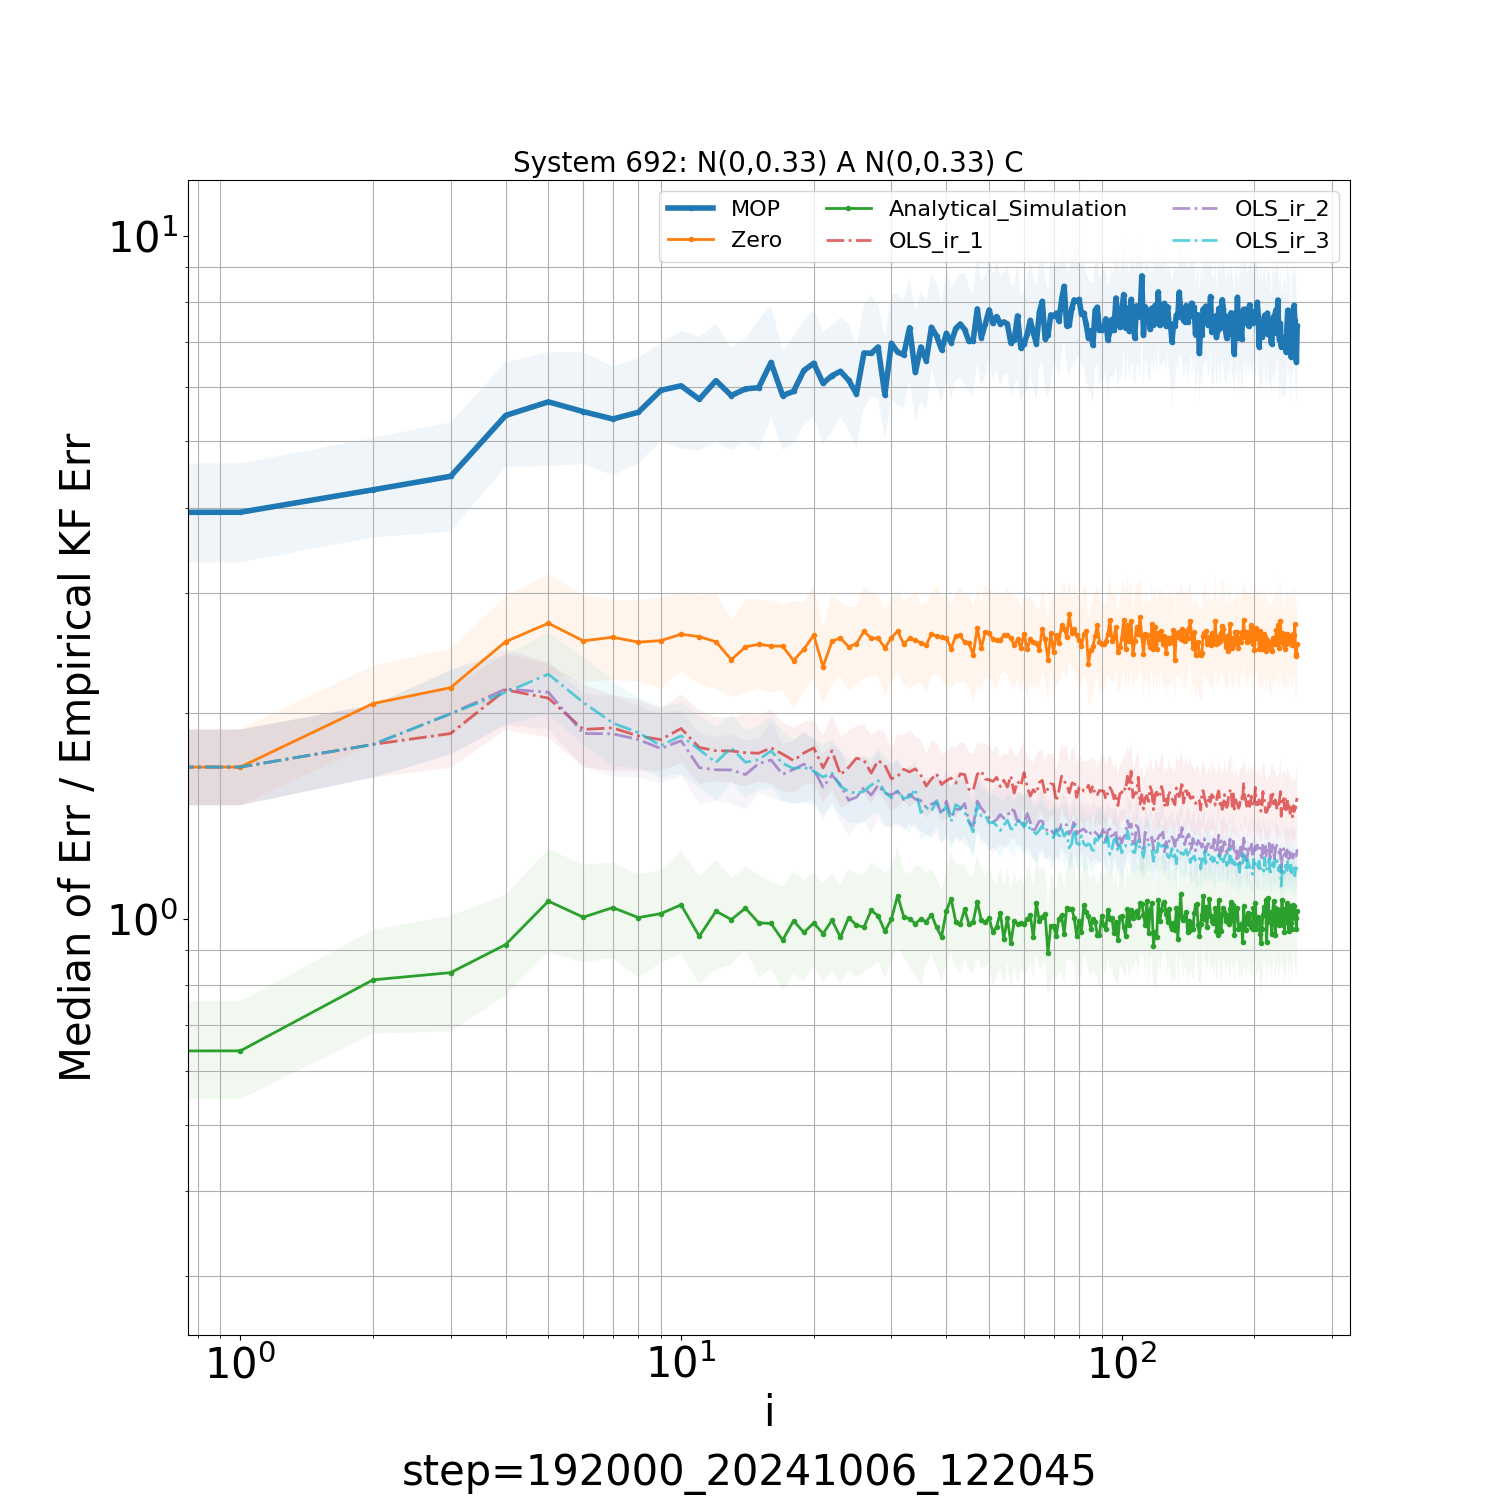 System 692: N(0,0.33) A N(0,0.33) C
MOP
Zero
Analytical_Simulation
OLS_ir_1
OLS_ir_2
OLS_ir_3
10¹
10⁰
Median of Err / Empirical KF Err
10⁰
10¹
10²
i
step=192000_20241006_122045